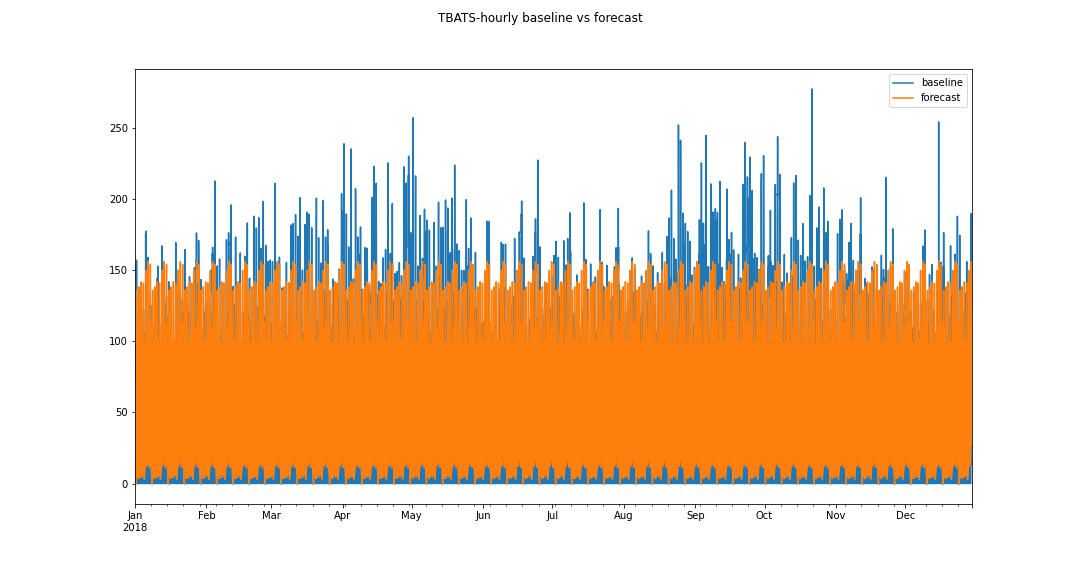 TBATS-hourly baseline vs forecast
baseline
forecast
250
200
150
100
50
0
Jan Feb Mar Apr May Jun Jul Aug Sep Oct Nov Dec
2018